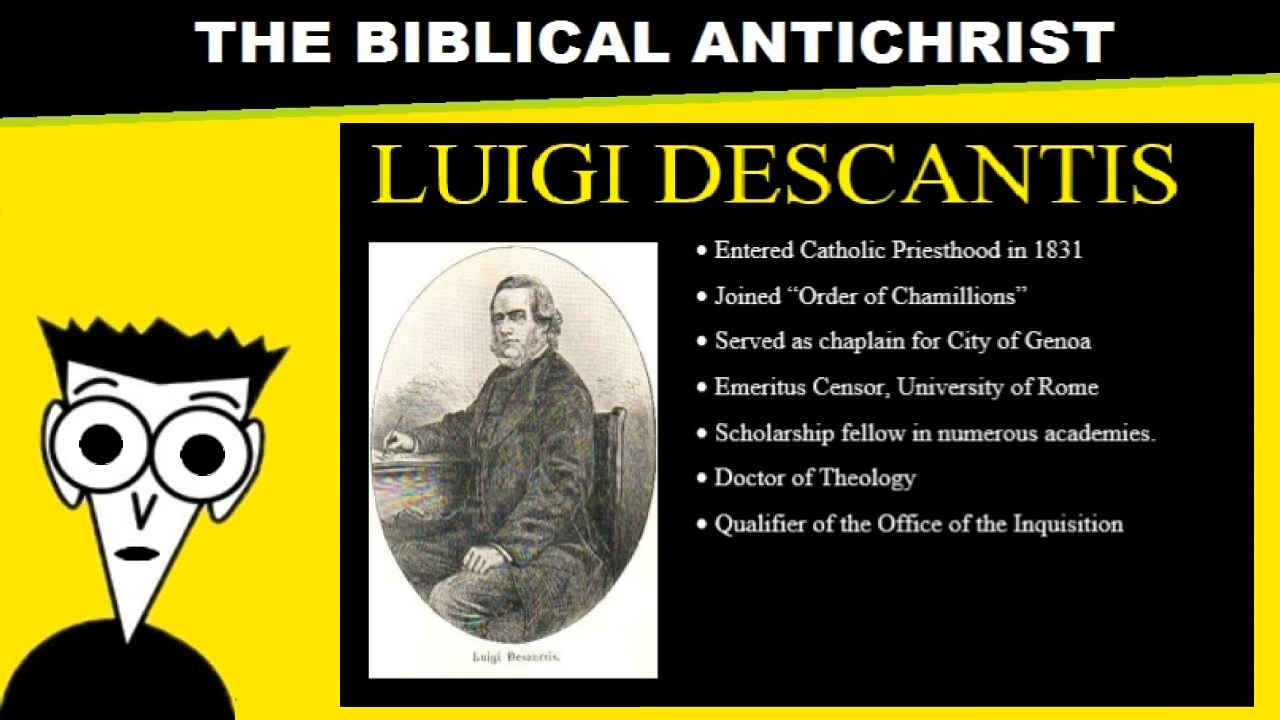 THE BIBLICAL ANTICHRIST
LUIGI DESCANTIS
• Entered Catholic Priesthood in 1831
• Joined “Order of Chamillions”
• Served as chaplain for City of Genoa
• Emeritus Censor, University of Rome
• Scholarship fellow in numerous academies.
• Doctor of Theology
• Qualifier of the Office of the Inquisition
Luigi Desanctis.